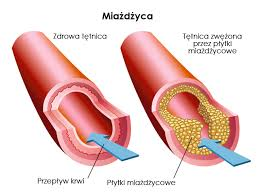 Miażdżyca
Zdrowa tętnica
Tętnica zwężona
przez płytki
miażdżycowe
Przepływ krwi
Płytki miażdżycowe